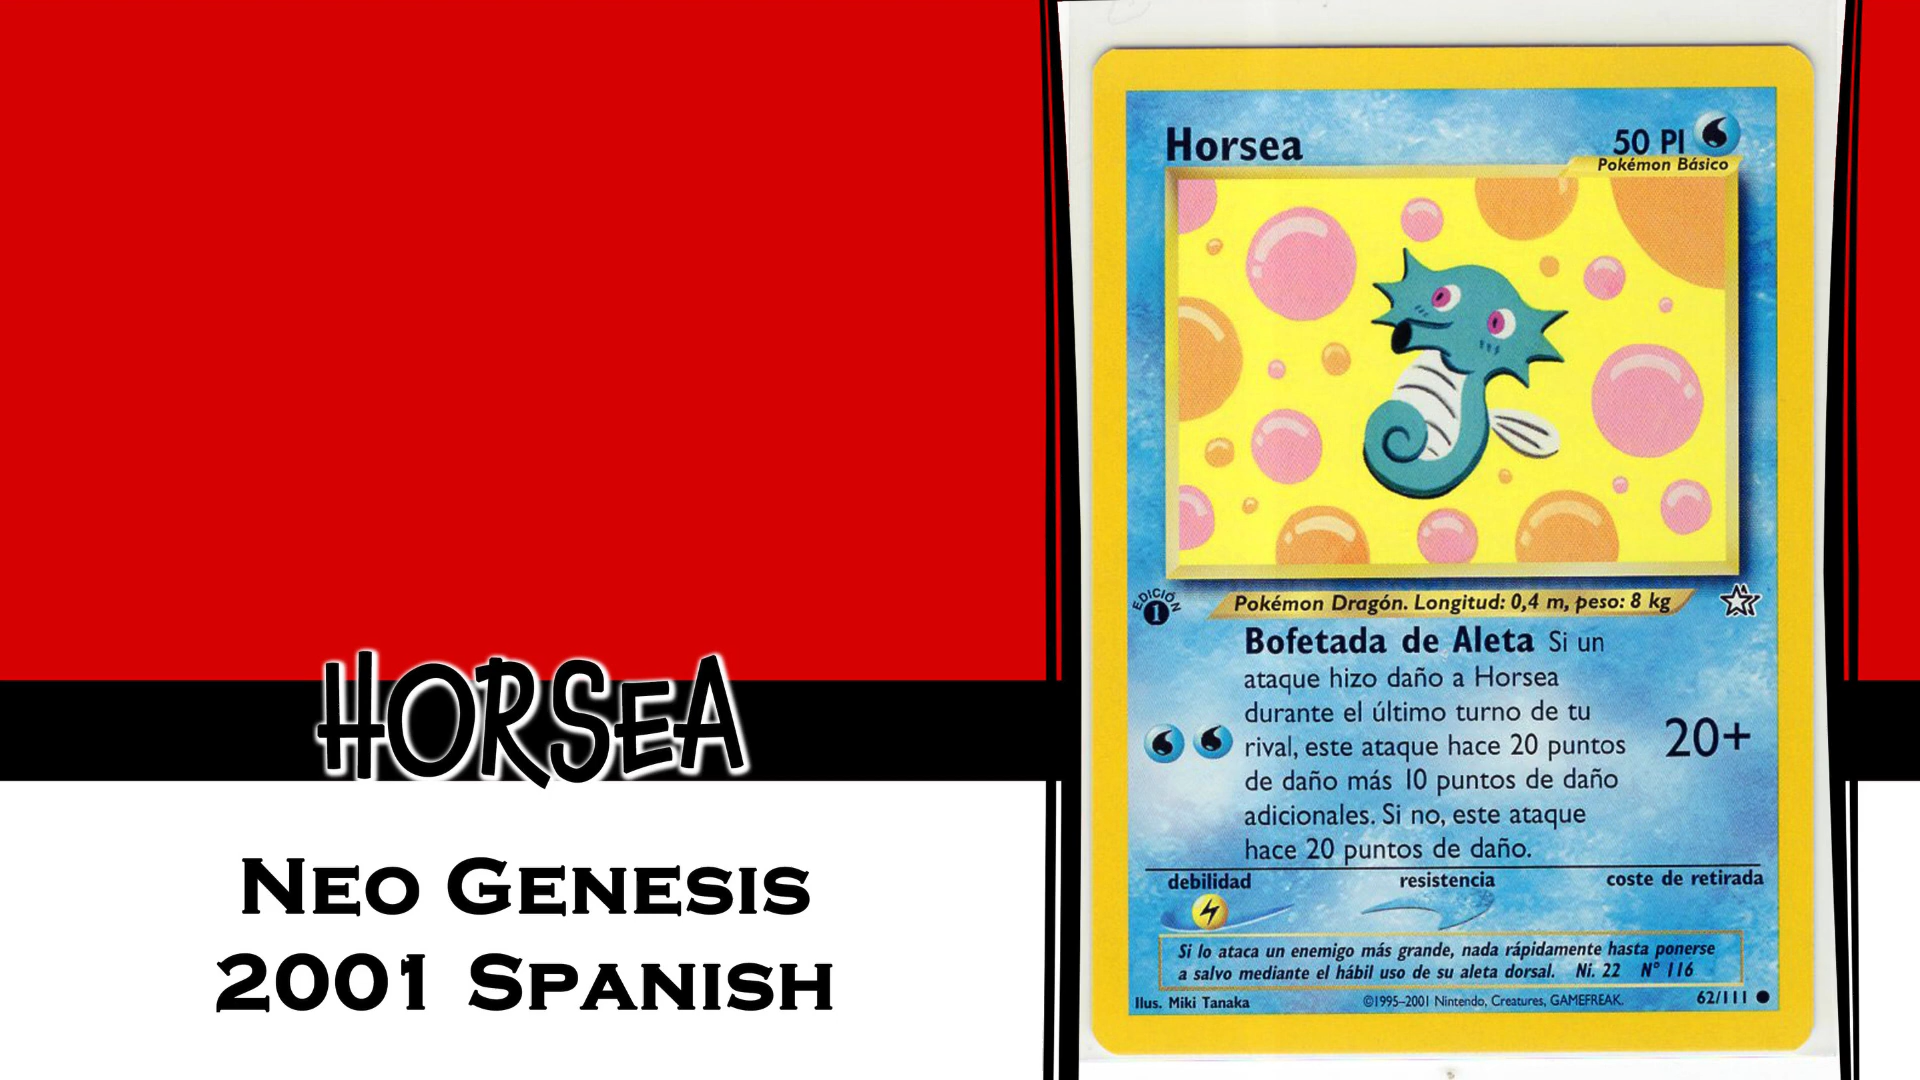 HORSEA
NEO GENESIS
2001 SPANISH
Horsea
50 PI
Pokémon Básico
EDICIÓN
1
Pokémon Dragón. Longitud: 0,4 m, peso: 8 kg
Bofetada de Aleta Si un
ataque hizo daño a Horsea
durante el último turno de tu
rival, este ataque hace 20 puntos
de daño más 10 puntos de daño
adicionales. Si no, este ataque
hace 20 puntos de daño.
20+
debilidad resistencia coste de retirada
Si lo ataca un enemigo más grande, nada rápidamente hasta ponerse
a salvo mediante el hábil uso de su aleta dorsal. Ni. 22 N° 116
Ilus. Miki Tanaka ©1995–2001 Nintendo, Creatures, GAMEFREAK. 62/111